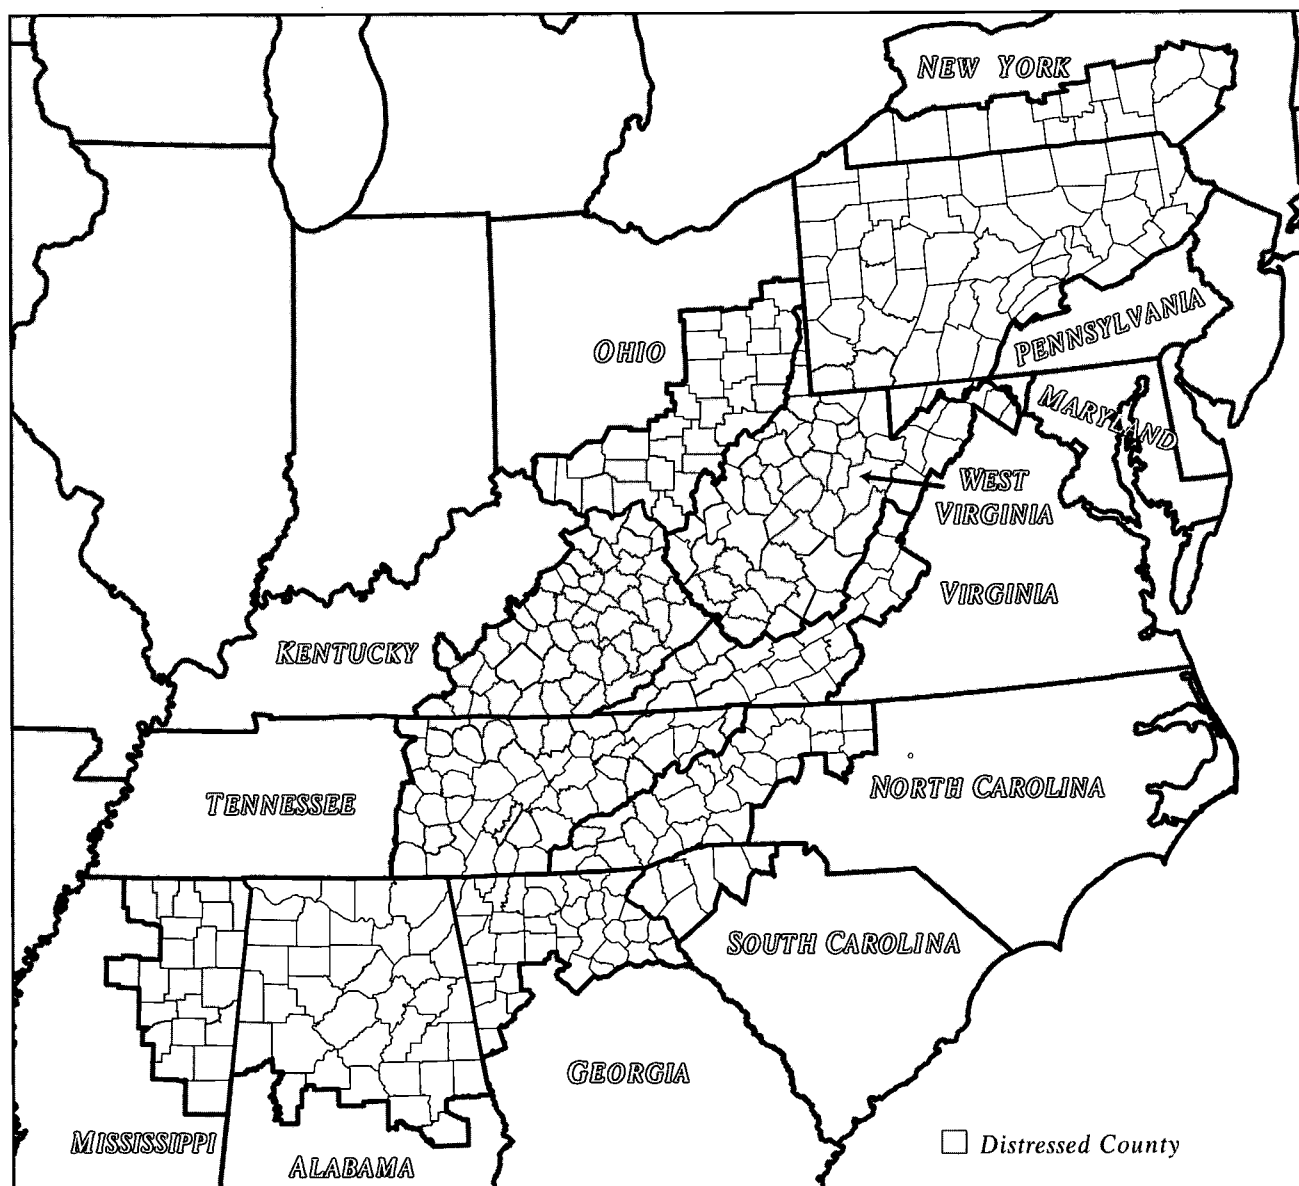 NEW YORK
OHIO
PENNSYLVANIA
MARYLAND
WEST
VIRGINIA
VIRGINIA
KENTUCKY
TENNESSEE
NORTH CAROLINA
SOUTH CAROLINA
GEORGIA
MISSISSIPPI
ALABAMA
Distressed County